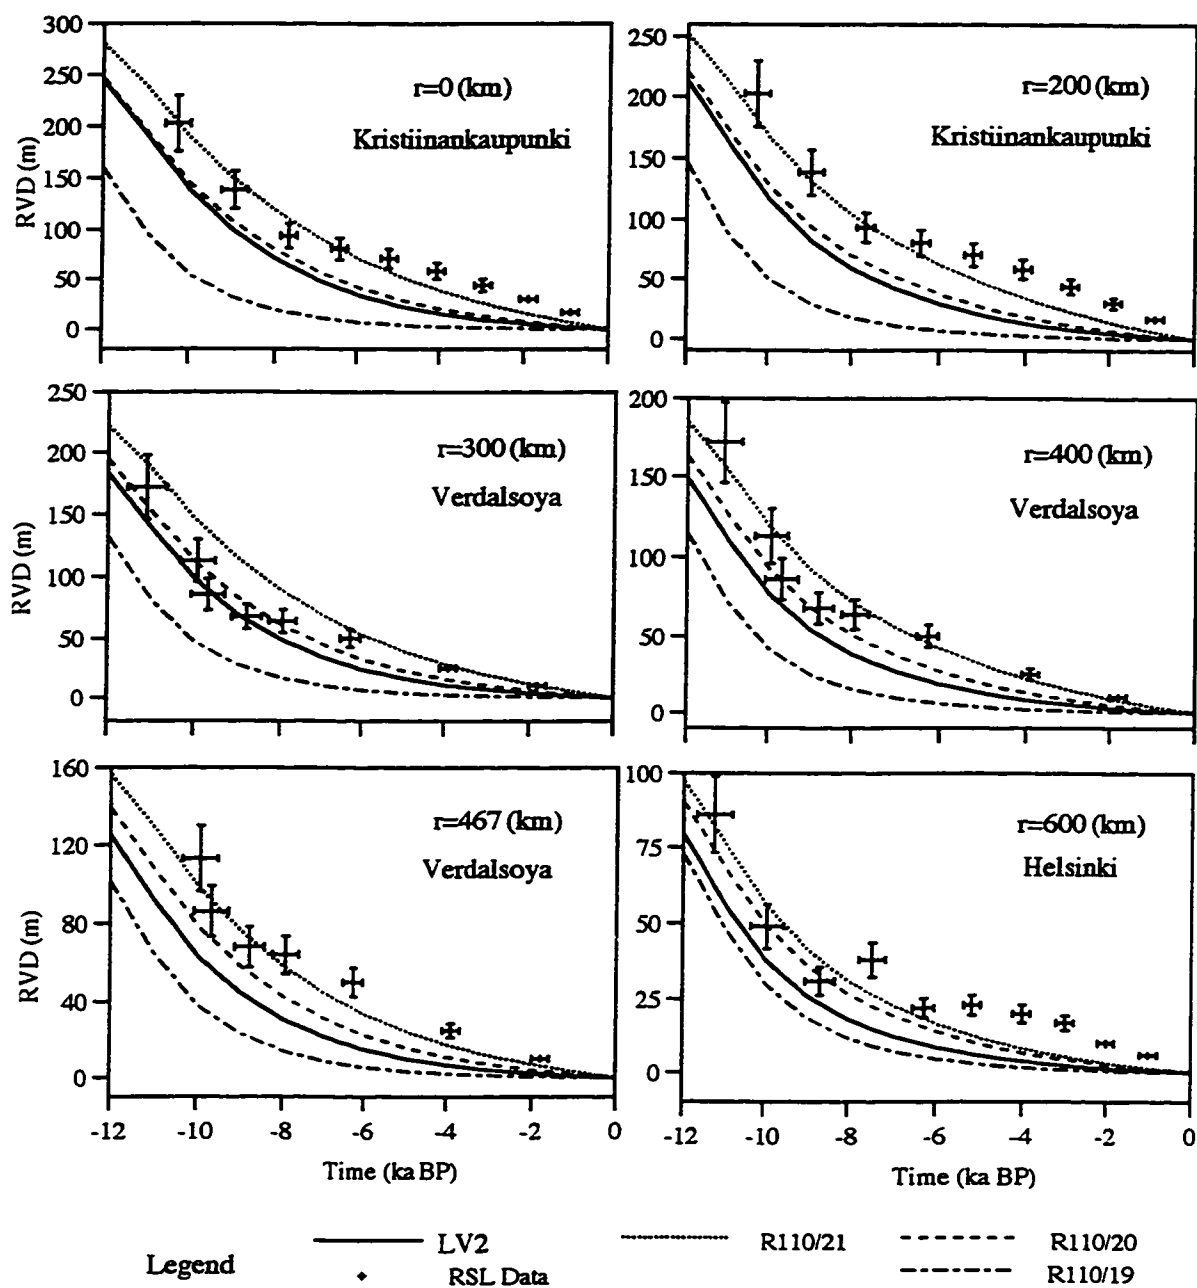 300
250
200
150
100
50
0
RVD (m)
r=0 (km)
Kristiinankaupunki
250
200
150
100
50
0
r=200 (km)
Kristiinankaupunki
250
200
150
100
50
0
RVD (m)
r=300 (km)
Verdalsoya
200
150
100
50
0
r=400 (km)
Verdalsoya
160
120
80
40
0
RVD (m)
r=467 (km)
Verdalsoya
-12 -10 -8 -6 -4 -2 0
Time (ka BP)
100
75
50
25
0
r=600 (km)
Helsinki
-12 -10 -8 -6 -4 -2 0
Time (ka BP)
Legend
LV2
R110/21
R110/20
RSL Data
R110/19